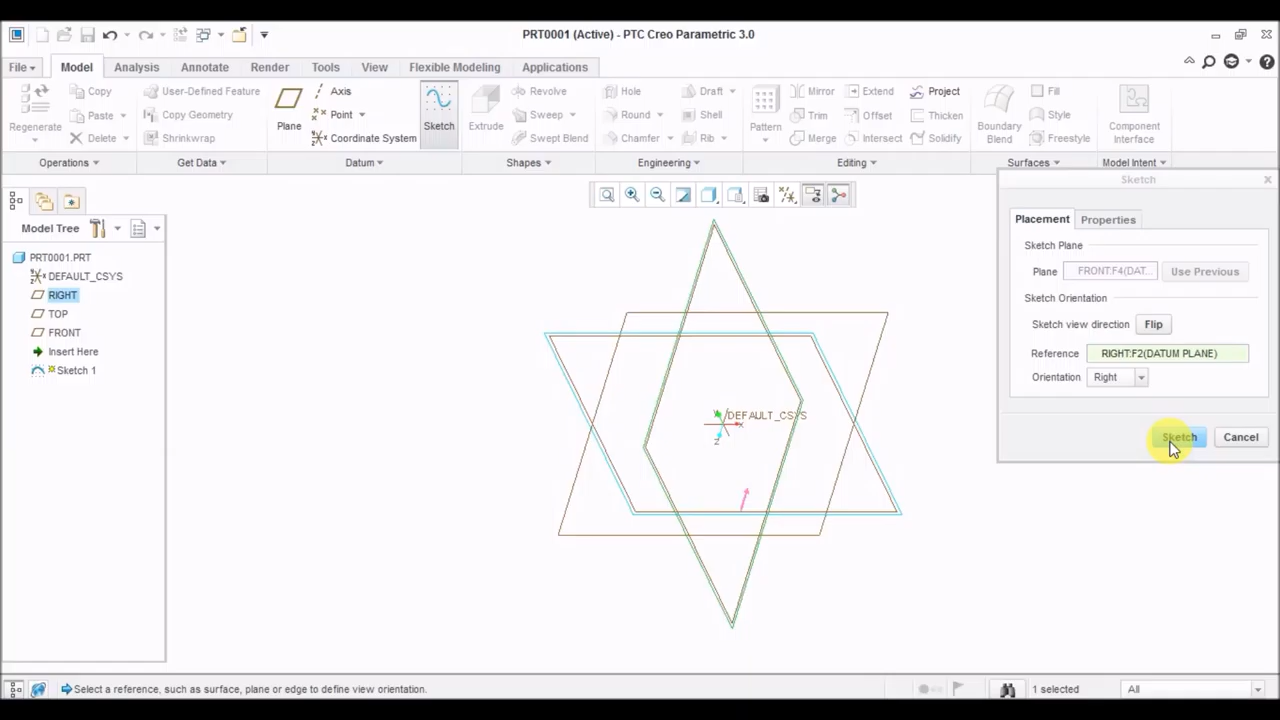 PRT0001 (Active) - PTC Creo Parametric 3.0
File Model Analysis Annotate Render Tools View Flexible Modeling Applications
Copy User-Defined Feature Axis Revolve Hole Draft Mirror Extend Project Fill
Paste Copy Geometry Point Sweep Round Shell Trim Offset Thicken Style
Regenerate Delete Shrinkwrap Plane Coordinate System Sketch Extrude Swept Blend Chamfer Rib Pattern Merge Intersect Solidify Boundary Blend Freestyle Component Interface
Operations Get Data Datum Shapes Engineering Editing Surfaces Model Intent
Sketch
Placement Properties
Sketch Plane
Plane FRONT:F4(DAT... Use Previous
Sketch Orientation
Sketch view direction Flip
Reference RIGHT:F2(DATUM PLANE)
Orientation Right
Sketch Cancel
Model Tree
PRT0001.PRT
DEFAULT_CSYS
RIGHT
TOP
FRONT
Insert Here
Sketch 1
DEFAULT_CSYS
X
Z
Select a reference, such as surface, plane or edge to define view orientation.
1 selected All